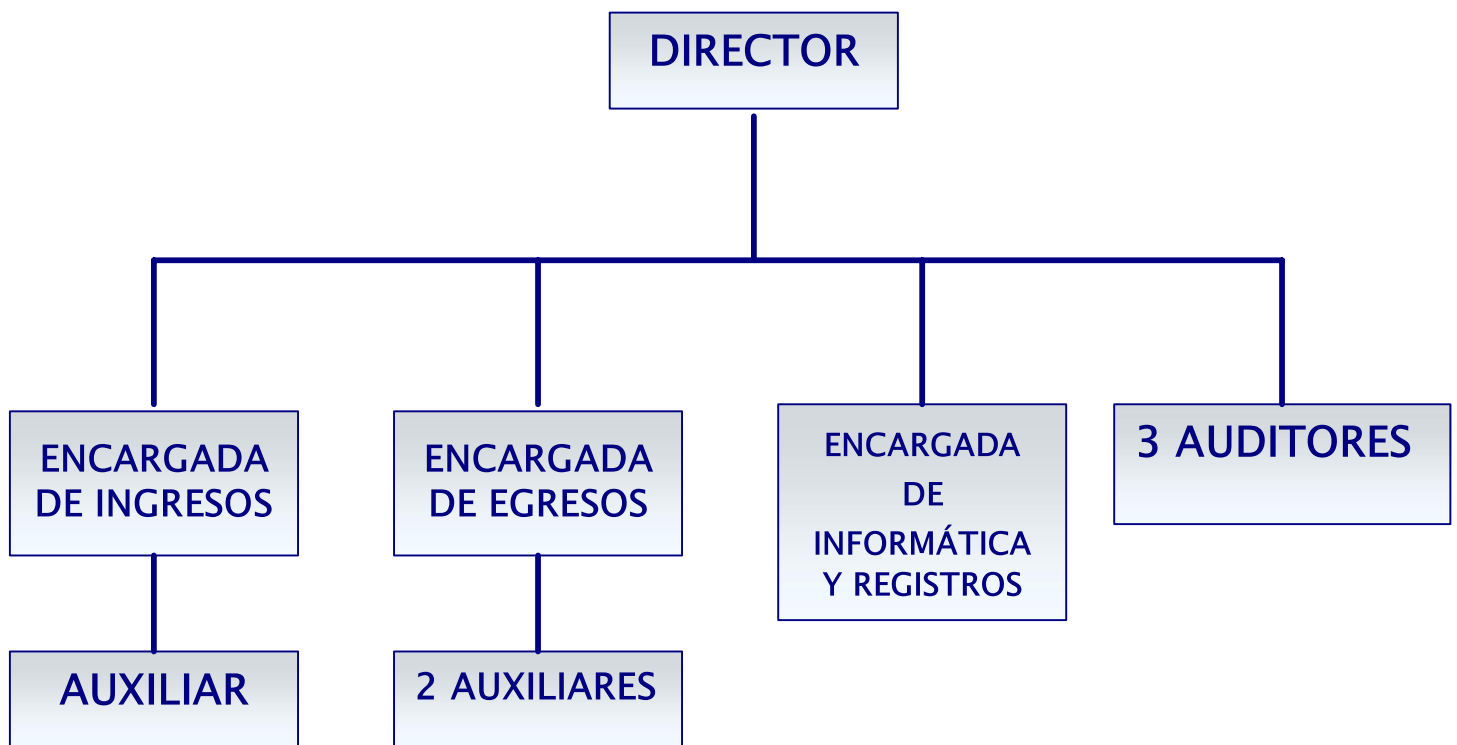 DIRECTOR
ENCARGADA
DE INGRESOS
ENCARGADA
DE EGRESOS
ENCARGADA
DE
INFORMÁTICA
Y REGISTROS
3 AUDITORES
AUXILIAR
2 AUXILIARES